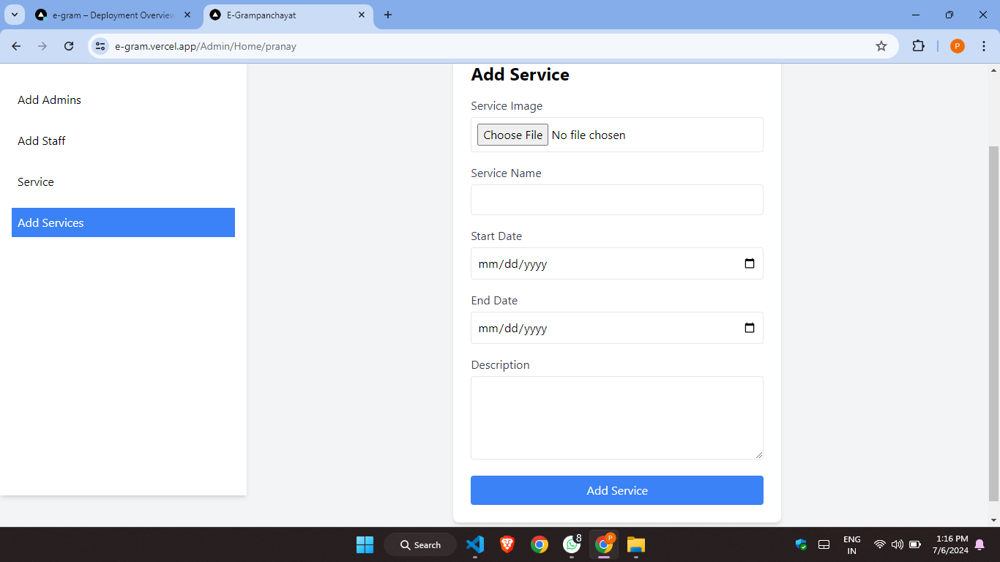 e-gram – Deployment Overview
E-Grampanchayat
e-gram.vercel.app/Admin/Home/pranay
P
Add Admins
Add Staff
Service
Add Services
Add Service
Service Image
Choose File No file chosen
Service Name
Start Date
mm/dd/yyyy
End Date
mm/dd/yyyy
Description
Add Service
Search
8
P
ENG
IN
1:16 PM
7/6/2024